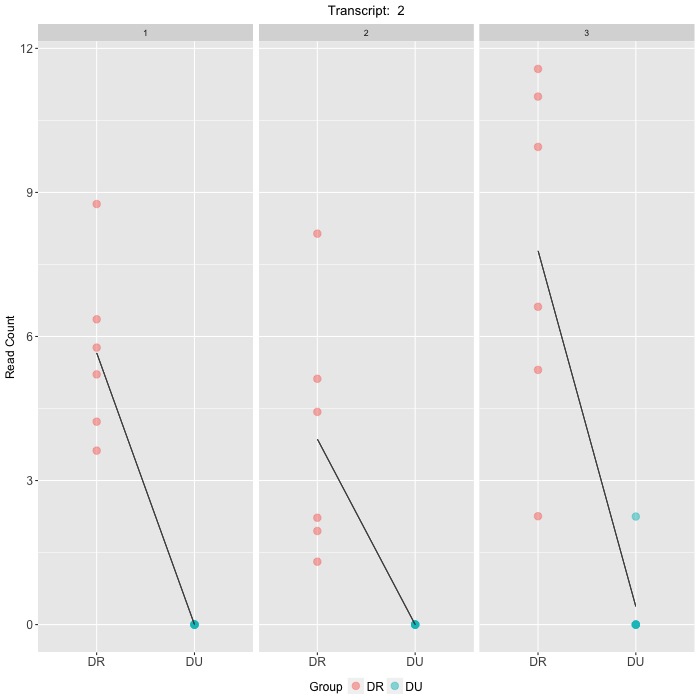 Transcript:  2
1 2 3
Read Count
12
9
6
3
0
DR DU DR DU DR DU
Group DR DU